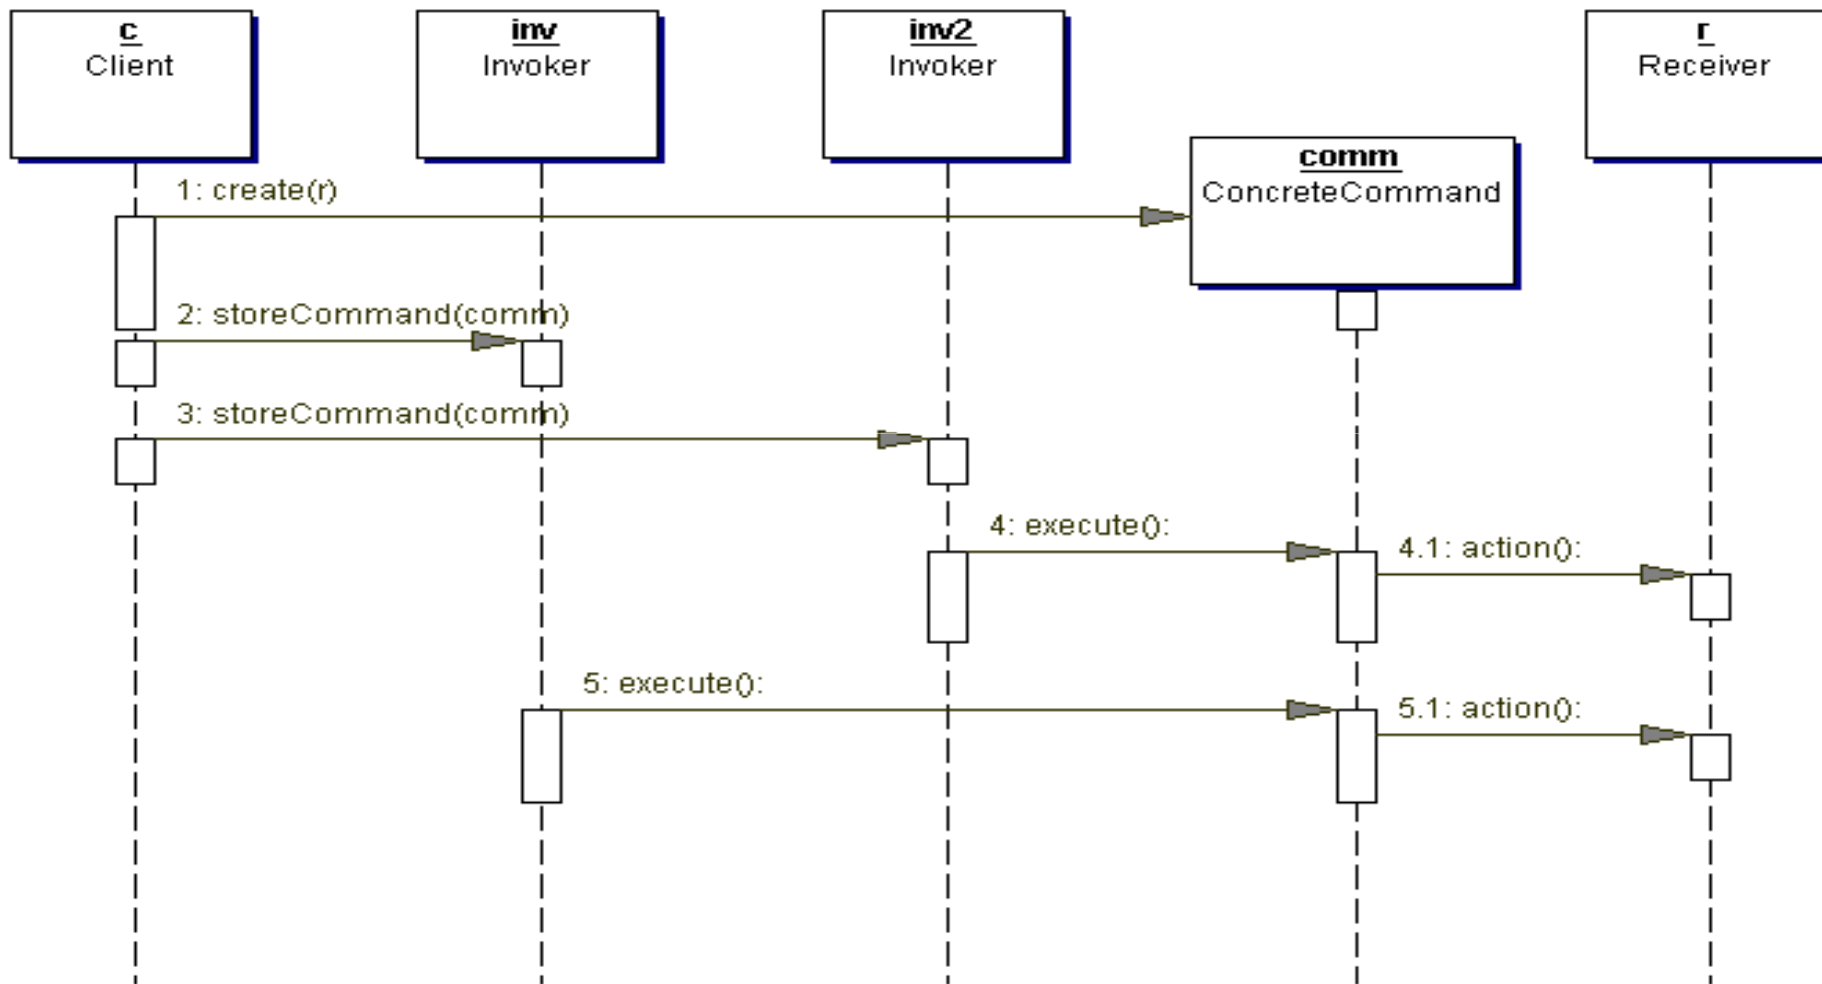 c
Client
inv
Invoker
inv2
Invoker
r
Receiver
comm
ConcreteCommand
1: create(r)
2: storeCommand(comm)
3: storeCommand(comm)
4: execute():
4.1: action():
5: execute():
5.1: action():